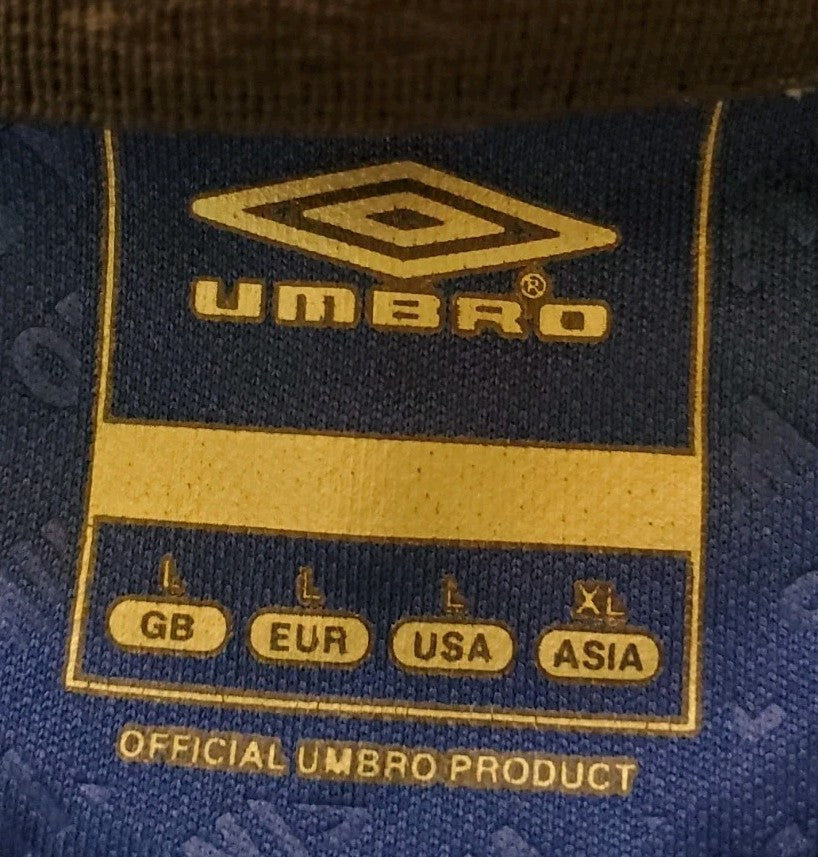 UMBRO®
L L L XL
GB EUR USA ASIA
OFFICIAL UMBRO PRODUCT